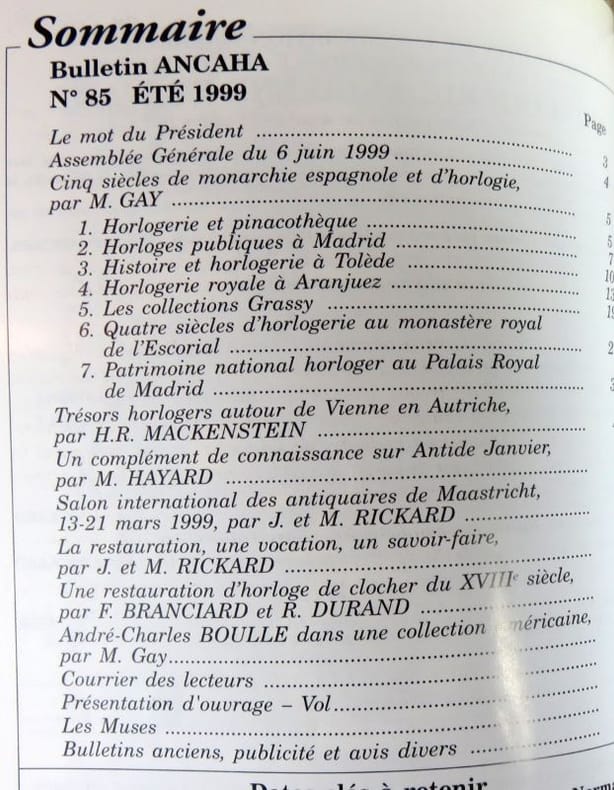 Sommaire
Bulletin ANCAHA
N° 85 ÉTÉ 1999
Page
Le mot du Président ........ 3
Assemblée Générale du 6 juin 1999 ........ 4
Cinq siècles de monarchie espagnole et d'horlogie,
par M. GAY ........ 5
1. Horlogerie et pinacothèque ........ 5
2. Horloges publiques à Madrid ........ 7
3. Histoire et horlogerie à Tolède ........ 10
4. Horlogerie royale à Aranjuez ........ 13
5. Les collections Grassy ........ 19
6. Quatre siècles d'horlogerie au monastère royal
de l'Escorial ........
7. Patrimoine national horloger au Palais Royal
de Madrid ........
Trésors horlogers autour de Vienne en Autriche,
par H.R. MACKENSTEIN ........
Un complément de connaissance sur Antide Janvier,
par M. HAYARD ........
Salon international des antiquaires de Maastricht,
13-21 mars 1999, par J. et M. RICKARD ........
La restauration, une vocation, un savoir-faire,
par J. et M. RICKARD ........
Une restauration d'horloge de clocher du XVIIIe siècle,
par F. BRANCIARD et R. DURAND ........
André-Charles BOULLE dans une collection américaine,
par M. Gay ........
Courrier des lecteurs ........
Présentation d'ouvrage – Vol ........
Les Muses ........
Bulletins anciens, publicité et avis divers ........